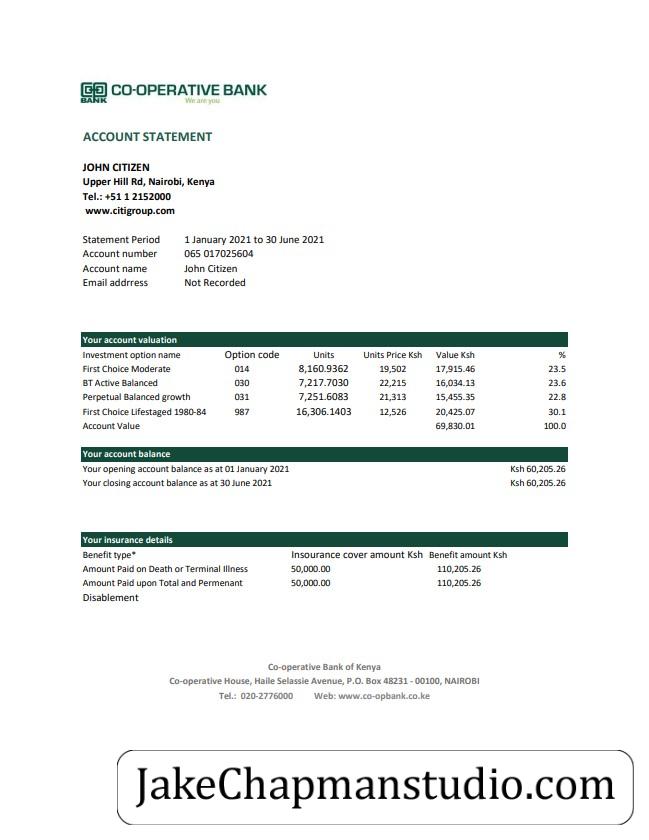 CO-OPERATIVE BANK
BANK
We are you
ACCOUNT STATEMENT
JOHN CITIZEN
Upper Hill Rd, Nairobi, Kenya
Tel.: +51 1 2152000
www.citigroup.com
Statement Period 1 January 2021 to 30 June 2021
Account number 065 017025604
Account name John Citizen
Email addrress Not Recorded
Your account valuation
Investment option name Option code Units Units Price Ksh Value Ksh %
First Choice Moderate 014 8,160.9362 19,502 17,915.46 23.5
BT Active Balanced 030 7,217.7030 22,215 16,034.13 23.6
Perpetual Balanced growth 031 7,251.6083 21,313 15,455.35 22.8
First Choice Lifestaged 1980-84 987 16,306.1403 12,526 20,425.07 30.1
Account Value 69,830.01 100.0
Your account balance
Your opening account balance as at 01 January 2021 Ksh 60,205.26
Your closing account balance as at 30 June 2021 Ksh 60,205.26
Your insurance details
Benefit type* Insourance cover amount Ksh Benefit amount Ksh
Amount Paid on Death or Terminal Illness 50,000.00 110,205.26
Amount Paid upon Total and Permenant 50,000.00 110,205.26
Disablement
Co-operative Bank of Kenya
Co-operative House, Haile Selassie Avenue, P.O. Box 48231 - 00100, NAIROBI
Tel.: 020-2776000 Web: www.co-opbank.co.ke
JakeChapmanstudio.com